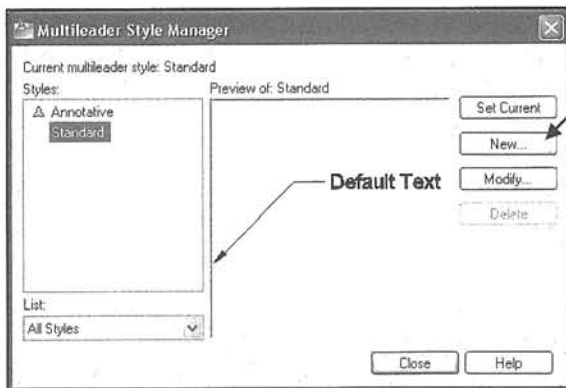 Multileader Style Manager
Current multileader style: Standard
Styles:
Preview of: Standard
Annotative
Standard
Set Current
New...
Default Text
Modify...
Delete
List:
All Styles
Close
Help